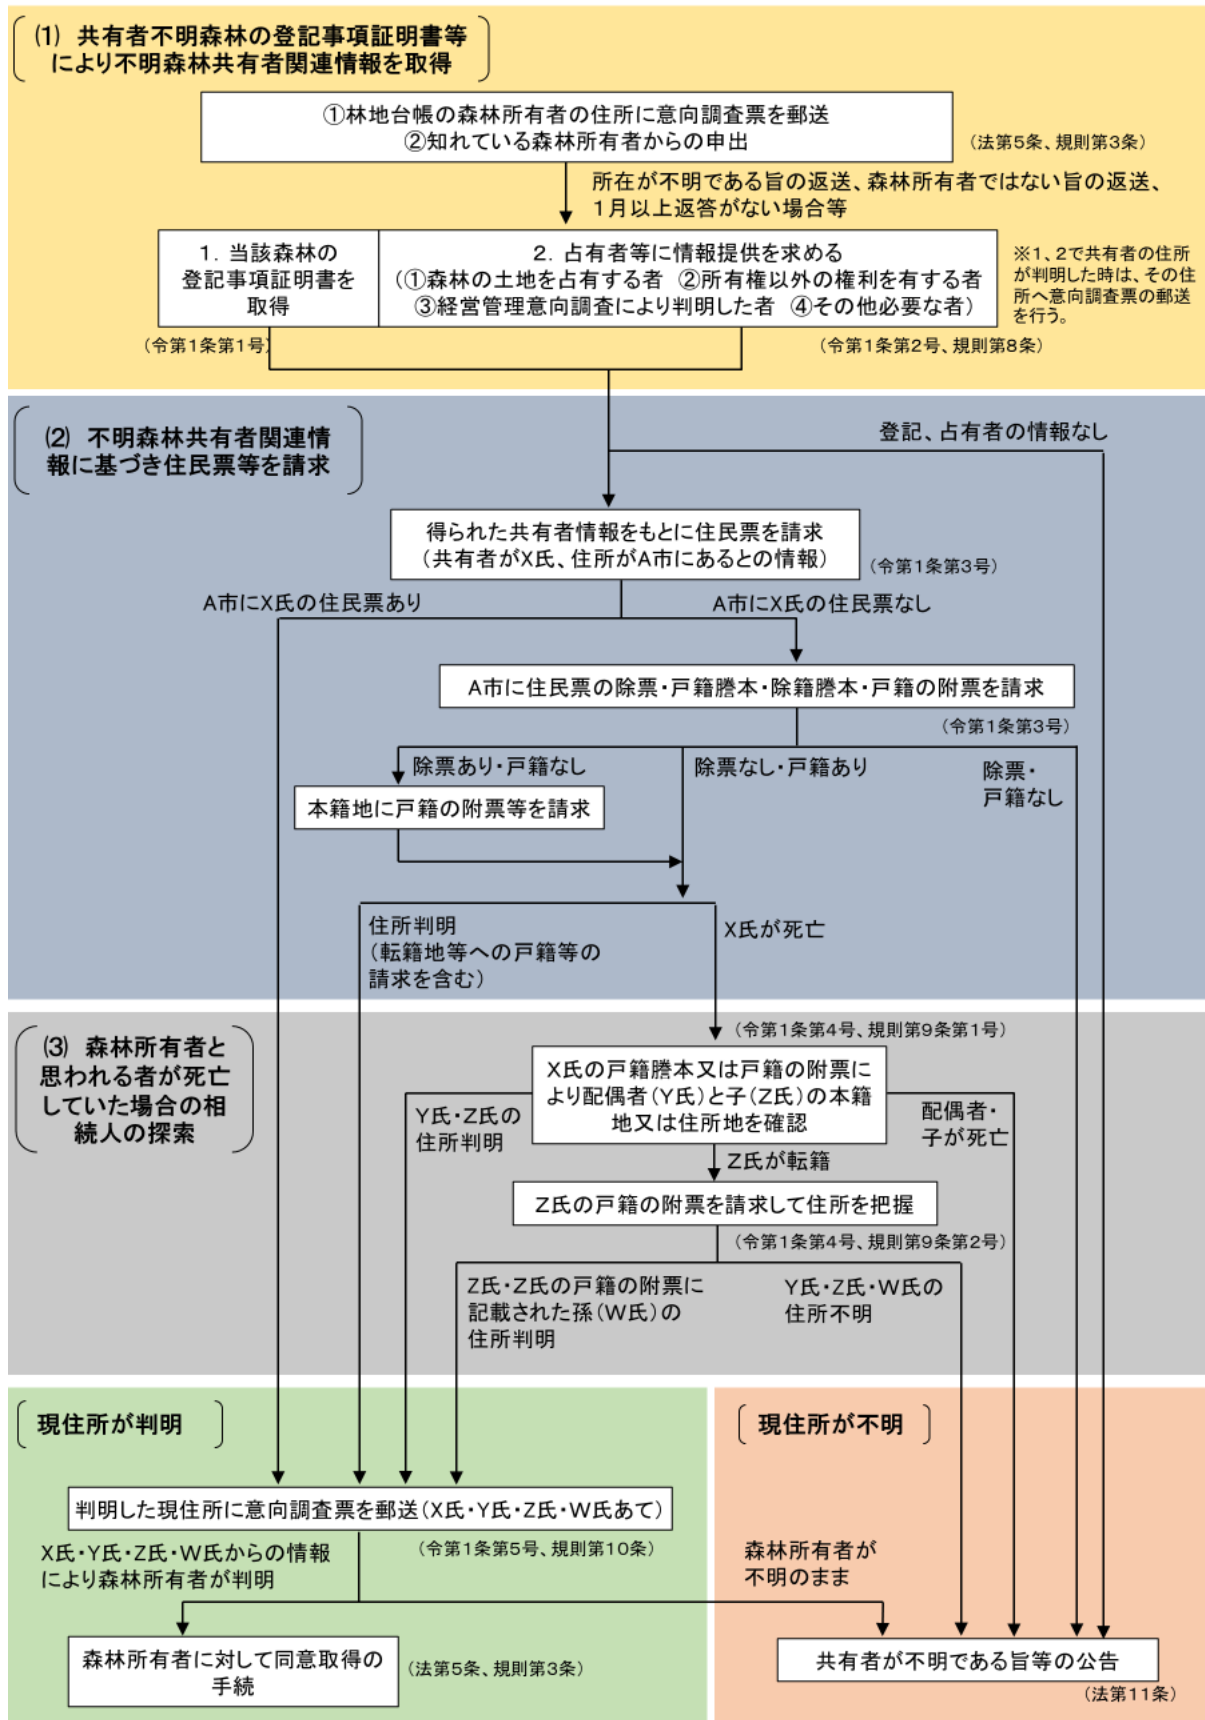 (1) 共有者不明森林の登記事項証明書等
により不明森林共有者関連情報を取得
①林地台帳の森林所有者の住所に意向調査票を郵送
②知れている森林所有者からの申出
(法第5条、規則第3条)
所在が不明である旨の返送、森林所有者ではない旨の返送、
1月以上返答がない場合等
1. 当該森林の
登記事項証明書を
取得
2. 占有者等に情報提供を求める
(①森林の土地を占有する者 ②所有権以外の権利を有する者
③経営管理意向調査により判明した者 ④その他必要な者)
※1、2で共有者の住所
が判明した時は、その住
所へ意向調査票の郵送
を行う。
(令第1条第1号)
(令第1条第2号、規則第8条)
(2) 不明森林共有者関連情
報に基づき住民票等を請求
登記、占有者の情報なし
得られた共有者情報をもとに住民票を請求
(共有者がX氏、住所がA市にあるとの情報)
(令第1条第3号)
A市にX氏の住民票あり
A市にX氏の住民票なし
A市に住民票の除票・戸籍謄本・除籍謄本・戸籍の附票を請求
(令第1条第3号)
除票あり・戸籍なし
除票なし・戸籍あり
除票・
戸籍なし
本籍地に戸籍の附票等を請求
住所判明
(転籍地等への戸籍等の
請求を含む)
X氏が死亡
(3) 森林所有者と
思われる者が死亡
していた場合の相
続人の探索
(令第1条第4号、規則第9条第1号)
X氏の戸籍謄本又は戸籍の附票に
より配偶者(Y氏)と子(Z氏)の本籍
地又は住所地を確認
Y氏・Z氏の
住所判明
配偶者・
子が死亡
Z氏が転籍
Z氏の戸籍の附票を請求して住所を把握
(令第1条第4号、規則第9条第2号)
Z氏・Z氏の戸籍の附票に
記載された孫(W氏)の
住所判明
Y氏・Z氏・W氏の
住所不明
現住所が判明
現住所が不明
判明した現住所に意向調査票を郵送(X氏・Y氏・Z氏・W氏あて)
(令第1条第5号、規則第10条)
X氏・Y氏・Z氏・W氏からの情報
により森林所有者が判明
森林所有者が
不明のまま
森林所有者に対して同意取得の
手続
(法第5条、規則第3条)
共有者が不明である旨等の公告
(法第11条)